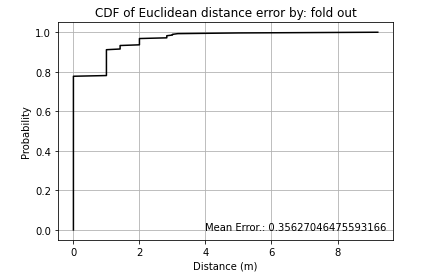 CDF of Euclidean distance error by: fold out
1.0
0.8
0.6
0.4
0.2
0.0
Probability
Mean Error.: 0.35627046475593166
0 2 4 6 8
Distance (m)